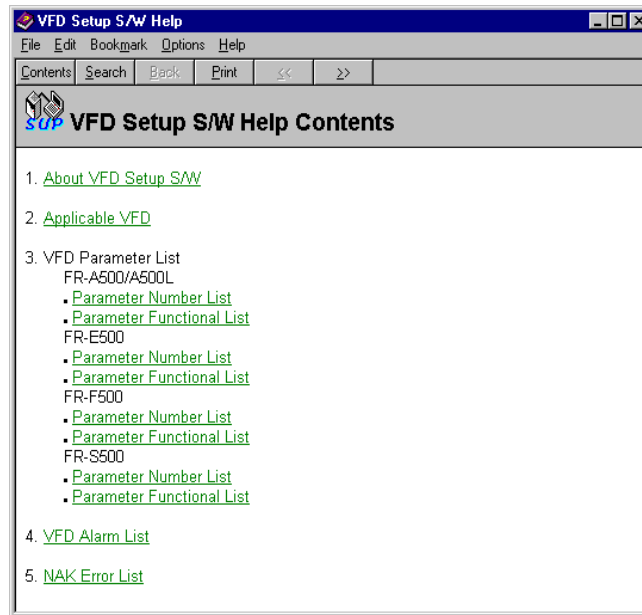 VFD Setup S/W Help
File Edit Bookmark Options Help
Contents Search Back Print << >>
SUP VFD Setup S/W Help Contents
1. About VFD Setup S/W
2. Applicable VFD
3. VFD Parameter List
FR-A500/A500L
• Parameter Number List
• Parameter Functional List
FR-E500
• Parameter Number List
• Parameter Functional List
FR-F500
• Parameter Number List
• Parameter Functional List
FR-S500
• Parameter Number List
• Parameter Functional List
4. VFD Alarm List
5. NAK Error List